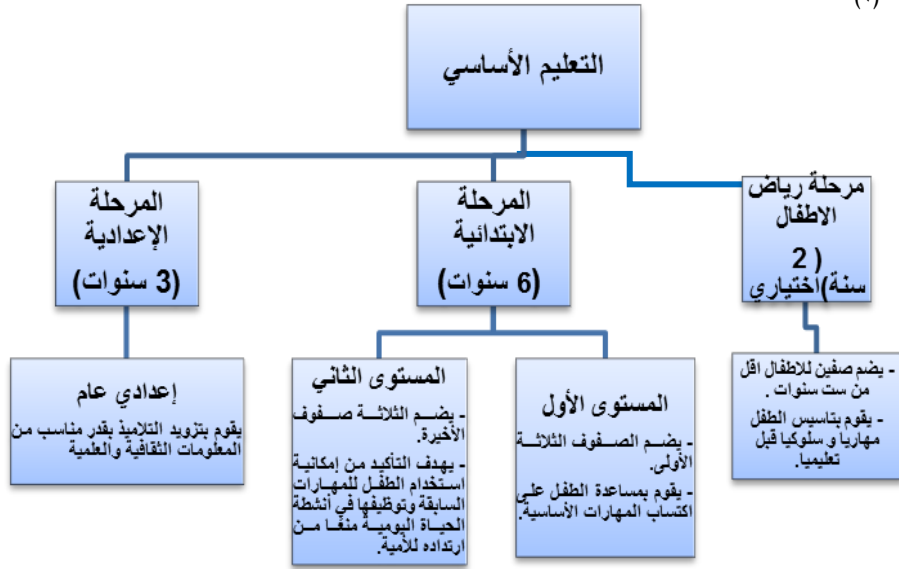 (٩)
التعليم الأساسي
مرحلة رياض
الاطفال
( 2
سنة)اختياري
المرحلة
الابتدائية
(6 سنوات)
المرحلة
الإعدادية
(3 سنوات)
- يضم صفين للاطفال اقل
من ست سنوات .
- يقوم بتاسيس الطفل
مهاريا و سلوكيا قبل
تعليميا.
المستوى الأول
- يضم الصفوف الثلاثة
الأولى.
- يقوم بمساعدة الطفل على
اكتساب المهارات الأساسية.
المستوى الثاني
- يضم الثلاثة صفوف
الأخيرة.
- يهدف التأكيد من إمكانية
استخدام الطفل للمهارات
السابقة وتوظيفها في أنشطة
الحياة اليومية منعًا من
ارتداده للأمية.
إعدادي عام
يقوم بتزويد التلاميذ بقدر مناسب من
المعلومات الثقافية والعلمية